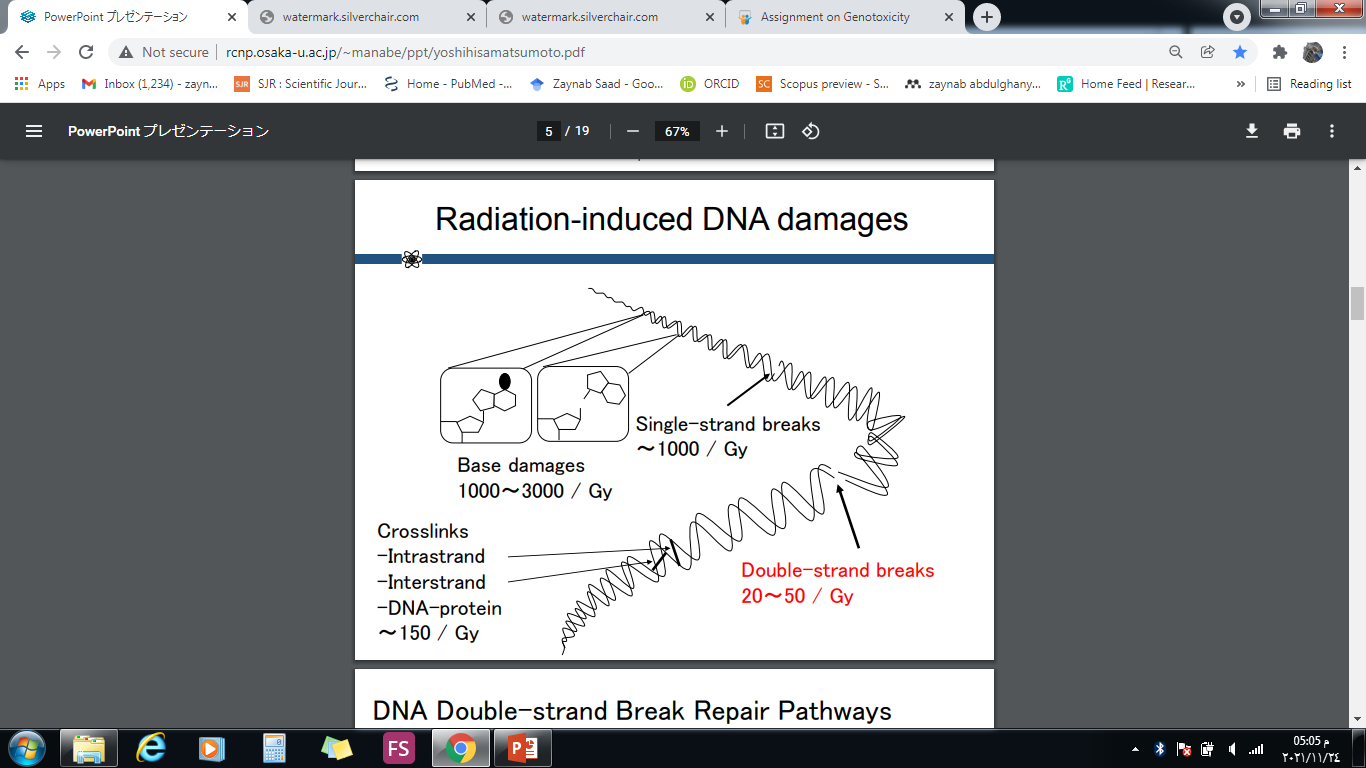 PowerPoint プレゼンテーション
watermark.silverchair.com
watermark.silverchair.com
Assignment on Genotoxicity
Not secure
rcnp.osaka-u.ac.jp/~manabe/ppt/yoshihisamatsumoto.pdf
Apps
Inbox (1,234) - zayn...
SJR
SJR : Scientific Jour...
Home - PubMed -...
Zaynab Saad - Goo...
iD
ORCID
SC
Scopus preview - S...
zaynab abdulghany...
R
Home Feed | Resear...
»
Reading list
PowerPoint プレゼンテーション
5 / 19
67%
Radiation-induced DNA damages
Single-strand breaks
～1000 / Gy
Base damages
1000～3000 / Gy
Crosslinks
-Intrastrand
-Interstrand
-DNA-protein
～150 / Gy
Double-strand breaks
20～50 / Gy
DNA Double-strand Break Repair Pathways
FS
P
05:05 م
٢٠٢١/١١/٢٤